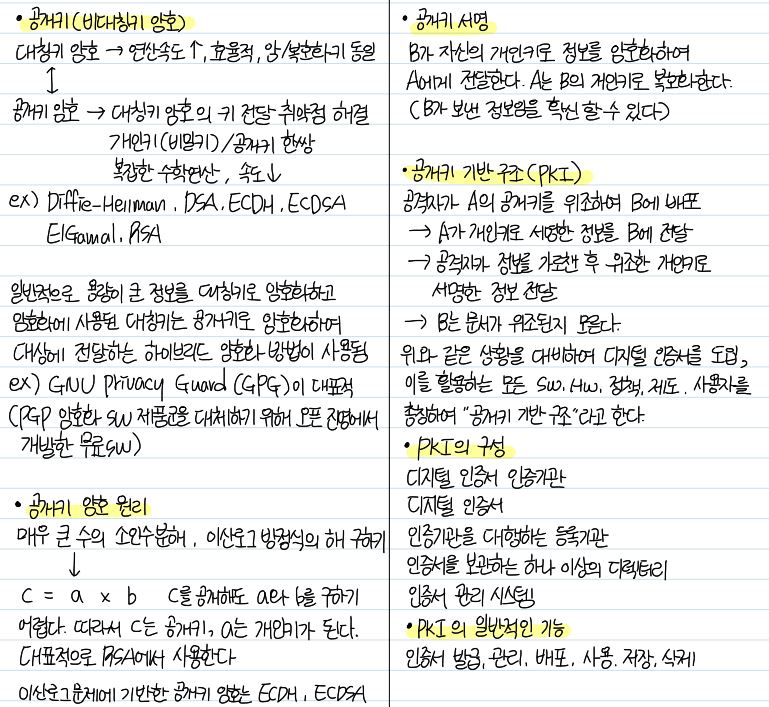 • 공개키(비대칭키 암호)
대칭키 암호 → 연산속도↑, 효율적, 암/복호화키 동일
↕
공개키 암호 → 대칭키 암호의 키 전달 취약점 해결
개인키(비밀키)/공개키 한쌍
복잡한 수학연산, 속도↓
ex) Diffie-Hellman, DSA, ECDH, ECDSA
ElGamal, RSA
일반적으로 용량이 큰 정보를 대칭키로 암호화하고
암호화에 사용된 대칭키는 공개키로 암호화하여
대상에 전달하는 하이브리드 암호화 방법이 사용됨
ex) GNU Privacy Guard (GPG)이 대표적
(PGP 암호화 SW 제품군을 대체하기 위해 오픈 진영에서
개발한 무료SW)
• 공개키 암호 원리
매우 큰 수의 소인수분해, 이산로그 방정식의 해 구하기
↓
C = a x b C를 공개해도 a와 b를 구하기
어렵다. 따라서 C는 공개키, a는 개인키가 된다.
대표적으로 RSA에서 사용한다
이산로그문제에 기반한 공개키 암호는 ECDH, ECDSA
• 공개키 서명
B가 자신의 개인키로 정보를 암호화하여
A에게 전달한다. A는 B의 개인키로 복호화한다.
(B가 보낸 정보임을 확신 할 수 있다)
• 공개키 기반 구조(PKI)
공격자가 A의 공개키를 위조하여 B에 배포
→ A가 개인키로 서명한 정보를 B에 전달
→ 공격자가 정보를 가로챈 후 위조한 개인키로
서명한 정보 전달
→ B는 문서가 위조된지 모른다.
위와 같은 상황을 대비하여 디지털 인증서를 도입,
이를 활용하는 모든 SW, HW, 정책, 제도, 사용자를
총칭하여 "공개키 기반 구조"라고 한다.
• PKI의 구성
디지털 인증서 인증기관
디지털 인증서
인증기관을 대행하는 등록기관
인증서를 보관하는 하나 이상의 디렉터리
인증서 관리 시스템
• PKI의 일반적인 기능
인증서 발급, 관리, 배포, 사용, 저장, 삭제